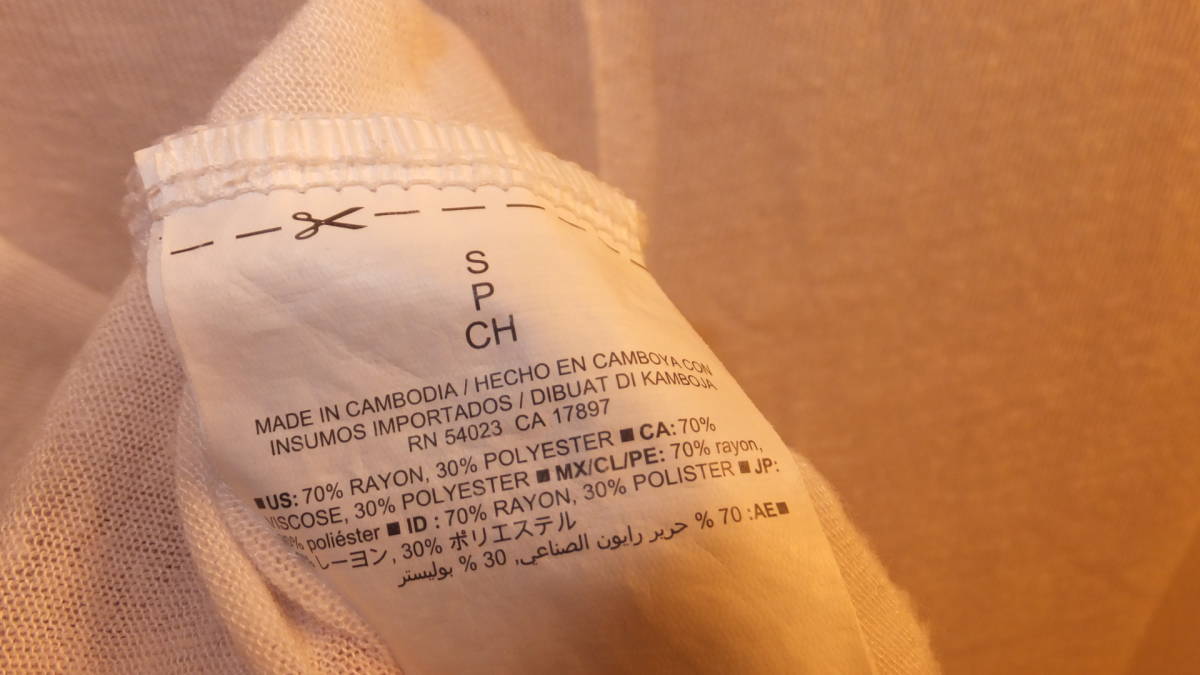 S
P
CH
MADE IN CAMBODIA / HECHO EN CAMBOYA CON
INSUMOS IMPORTADOS / DIBUAT DI KAMBOJA
RN 54023 CA 17897
■US: 70% RAYON, 30% POLYESTER ■ CA: 70%
VISCOSE, 30% POLYESTER ■ MX/CL/PE: 70% rayon,
% poliéster ■ ID : 70% RAYON, 30% POLISTER ■ JP:
レーヨン, 30% ポリエステル
■AE: 70 % حرير رايون الصناعي, 30 % بوليستر